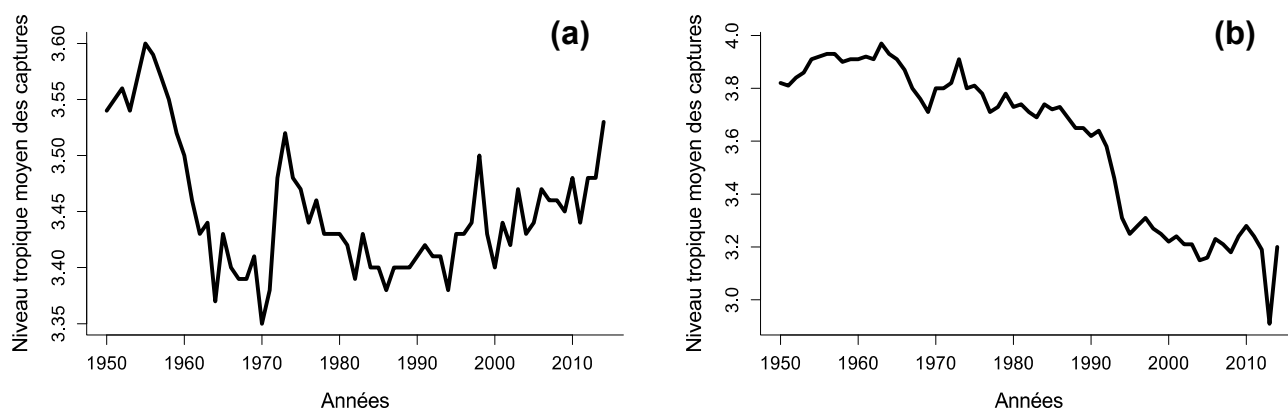 (a)
Niveau tropique moyen des captures
3.60
3.55
3.50
3.45
3.40
3.35
1950 1960 1970 1980 1990 2000 2010
Années
(b)
Niveau tropique moyen des captures
4.0
3.8
3.6
3.4
3.2
3.0
1950 1960 1970 1980 1990 2000 2010
Années